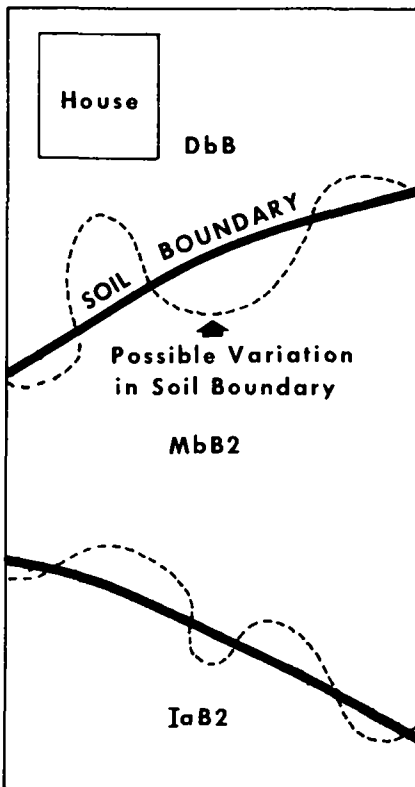 House
DbB
SOIL BOUNDARY
Possible Variation
in Soil Boundary
MbB2
IaB2